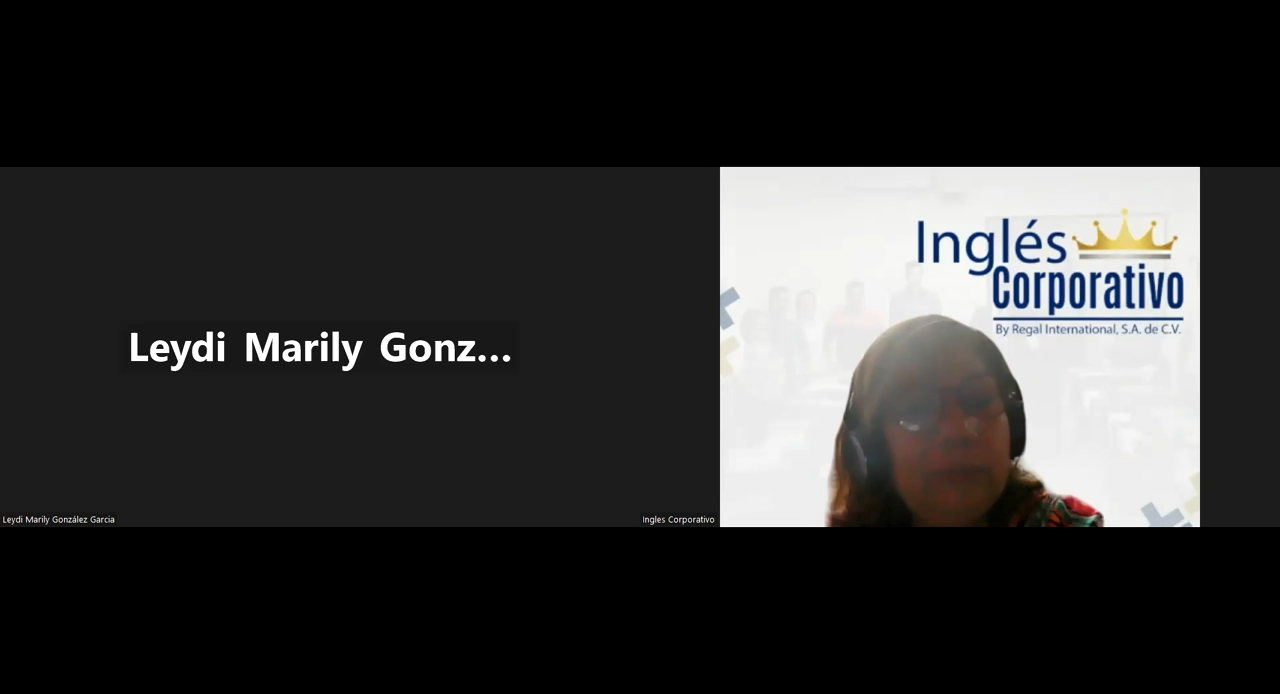 Leydi Marily Gonz...
Leydi Marily González Garcia
Ingles Corporativo
Inglés
Corporativo
By Regal International, S.A. de C.V.